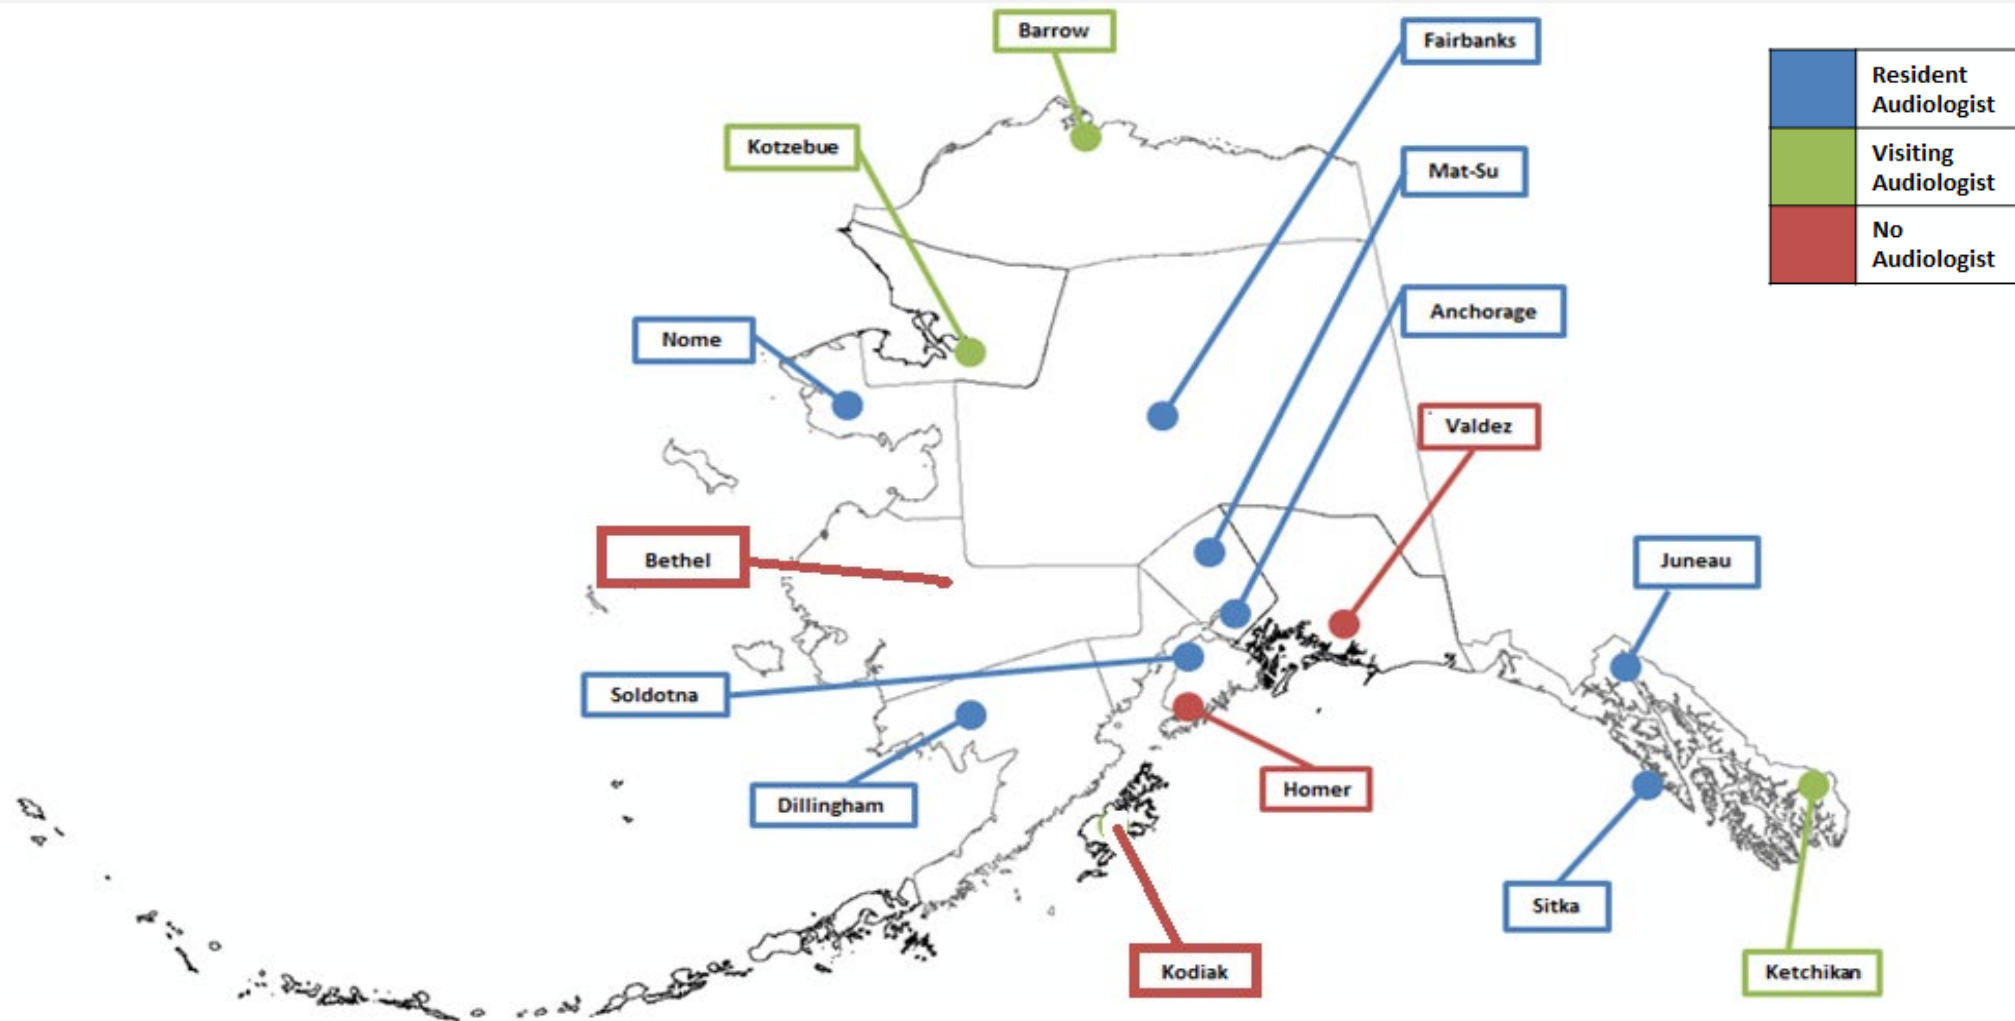 Barrow
Fairbanks
Resident
Audiologist
Kotzebue
Visiting
Audiologist
Mat-Su
No
Audiologist
Anchorage
Nome
Valdez
Bethel
Juneau
Soldotna
Dillingham
Homer
Sitka
Kodiak
Ketchikan